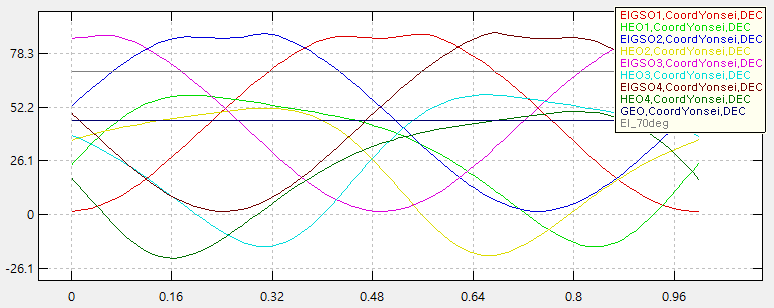 EIGSO1,CoordYonsei,DEC
HEO1,CoordYonsei,DEC
EIGSO2,CoordYonsei,DEC
HEO2,CoordYonsei,DEC
EIGSO3,CoordYonsei,DEC
HEO3,CoordYonsei,DEC
EIGSO4,CoordYonsei,DEC
HEO4,CoordYonsei,DEC
GEO,CoordYonsei,DEC
El_70deg
78.3
52.2
26.1
0
-26.1
0 0.16 0.32 0.48 0.64 0.8 0.96